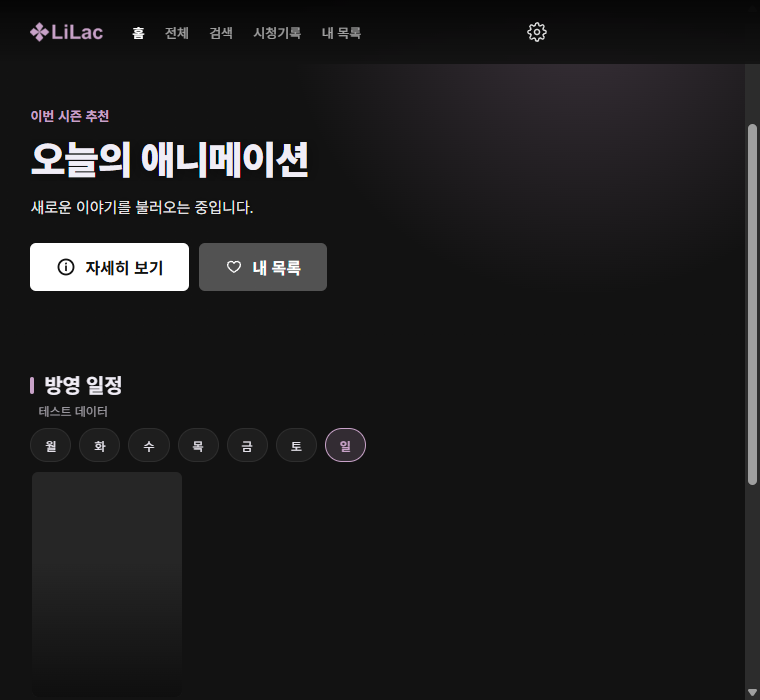 LiLac 홈 전체 검색 시청기록 내 목록
이번 시즌 추천
오늘의 애니메이션
새로운 이야기를 불러오는 중입니다.
자세히 보기 내 목록
방영 일정
테스트 데이터
월 화 수 목 금 토 일